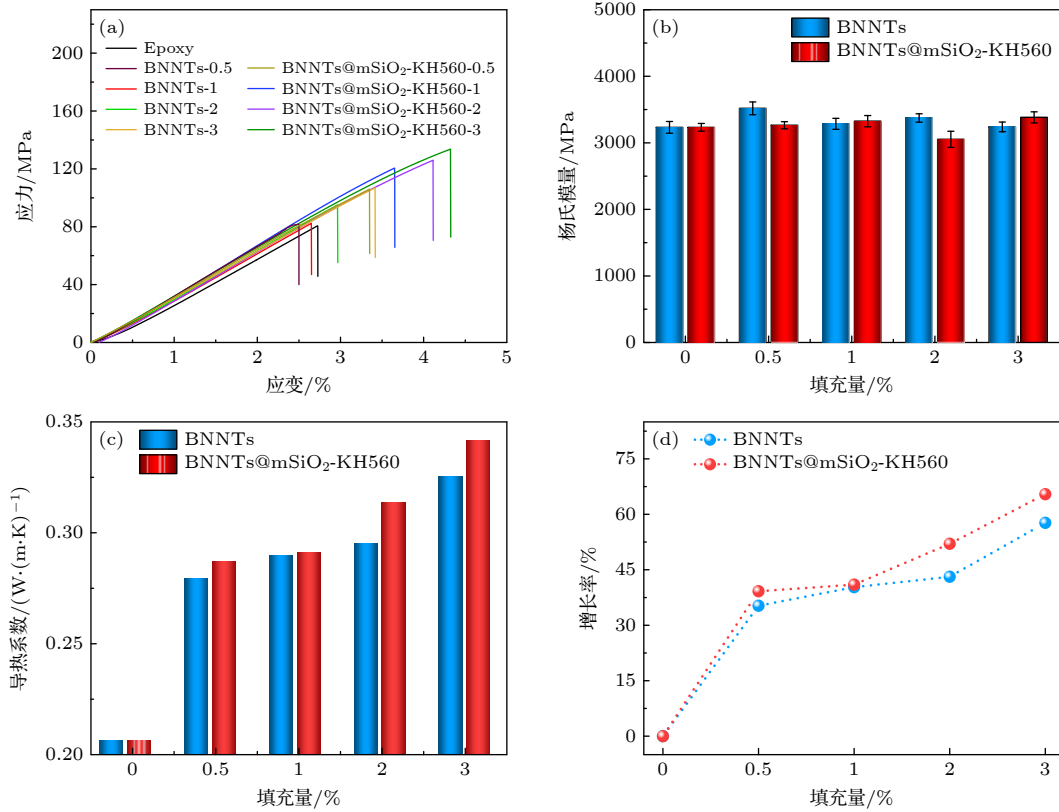 (a)
Epoxy
BNNTs-0.5
BNNTs-1
BNNTs-2
BNNTs-3
BNNTs@mSiO₂-KH560-0.5
BNNTs@mSiO₂-KH560-1
BNNTs@mSiO₂-KH560-2
BNNTs@mSiO₂-KH560-3
220
180
140
100
60
20
应力/MPa
0
40
80
120
160
200
0
1
2
3
4
5
应变/%
(b)
BNNTs
BNNTs@mSiO₂-KH560
5000
4000
3000
2000
1000
0
杨氏模量/MPa
0
0.5
1
2
3
填充量/%
(c)
BNNTs
BNNTs@mSiO₂-KH560
0.35
0.30
0.25
0.20
导热系数/(W·(m·K)⁻¹)
0
0.5
1
2
3
填充量/%
(d)
BNNTs
BNNTs@mSiO₂-KH560
75
60
45
30
15
0
增长率/%
0
0.5
1
2
3
填充量/%